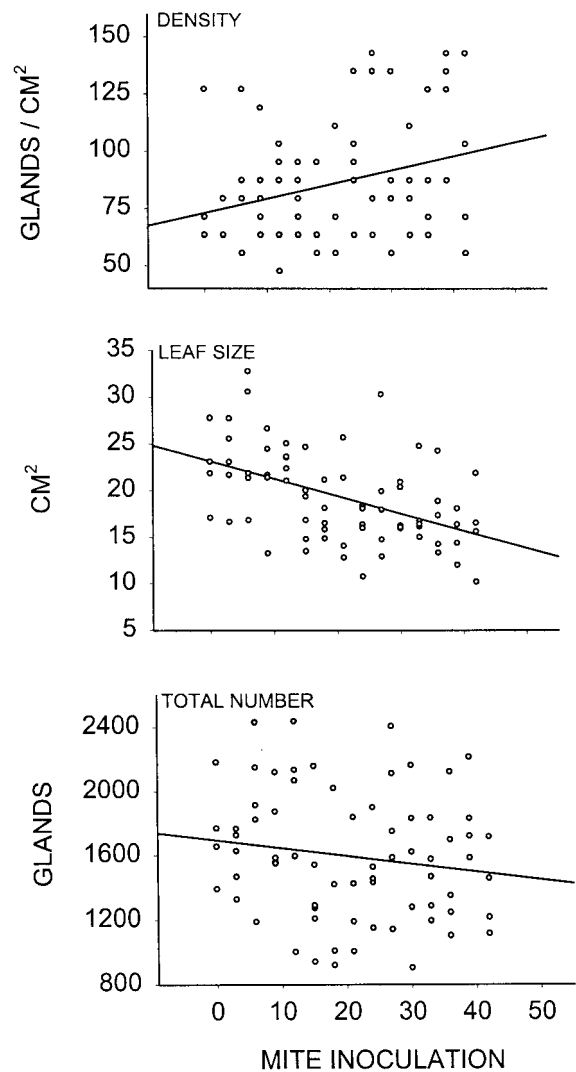 DENSITY
GLANDS / CM²
150
125
100
75
50
LEAF SIZE
CM²
35
30
25
20
15
10
5
TOTAL NUMBER
GLANDS
2400
2000
1600
1200
800
0 10 20 30 40 50
MITE INOCULATION